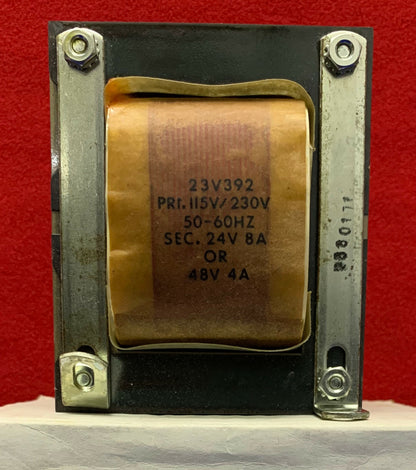 23V392
PRI. 115V/230V
50-60HZ
SEC. 24V 8A
OR
48V 4A